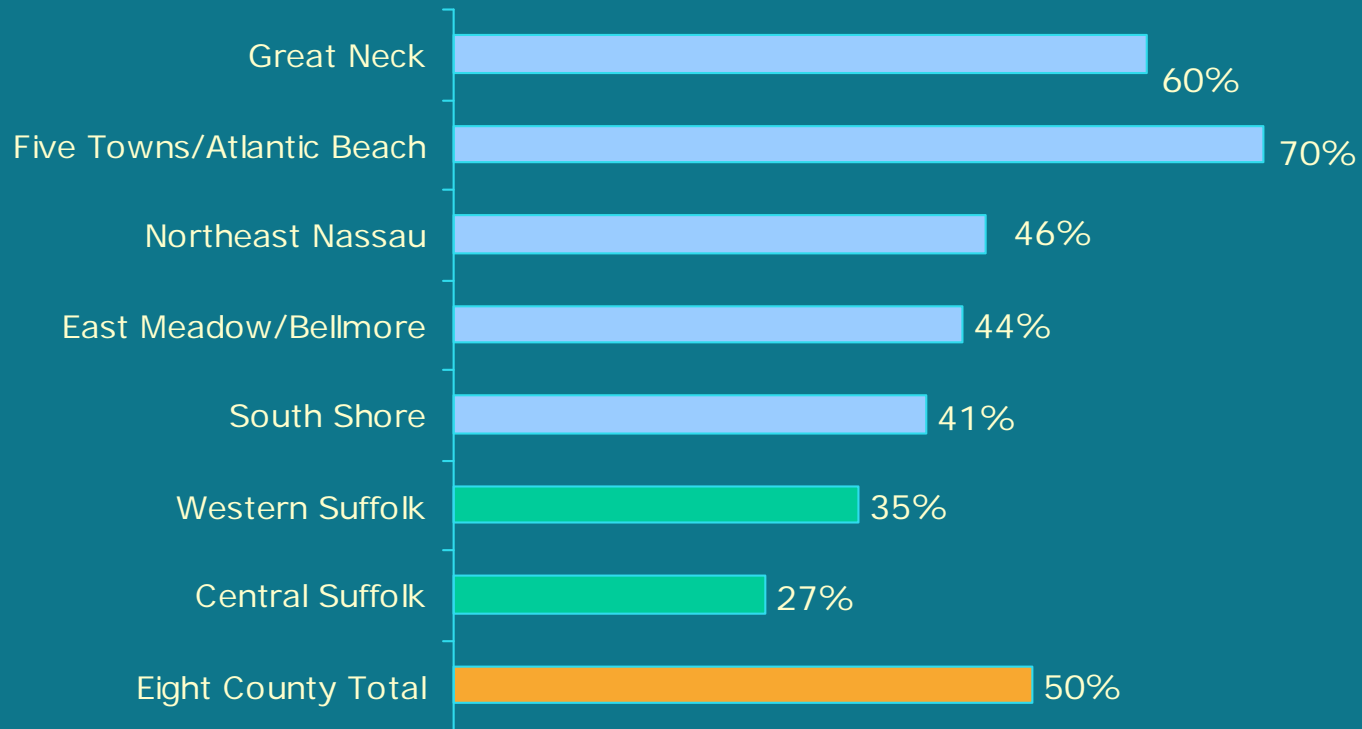 Great Neck 60%
Five Towns/Atlantic Beach 70%
Northeast Nassau 46%
East Meadow/Bellmore 44%
South Shore 41%
Western Suffolk 35%
Central Suffolk 27%
Eight County Total 50%